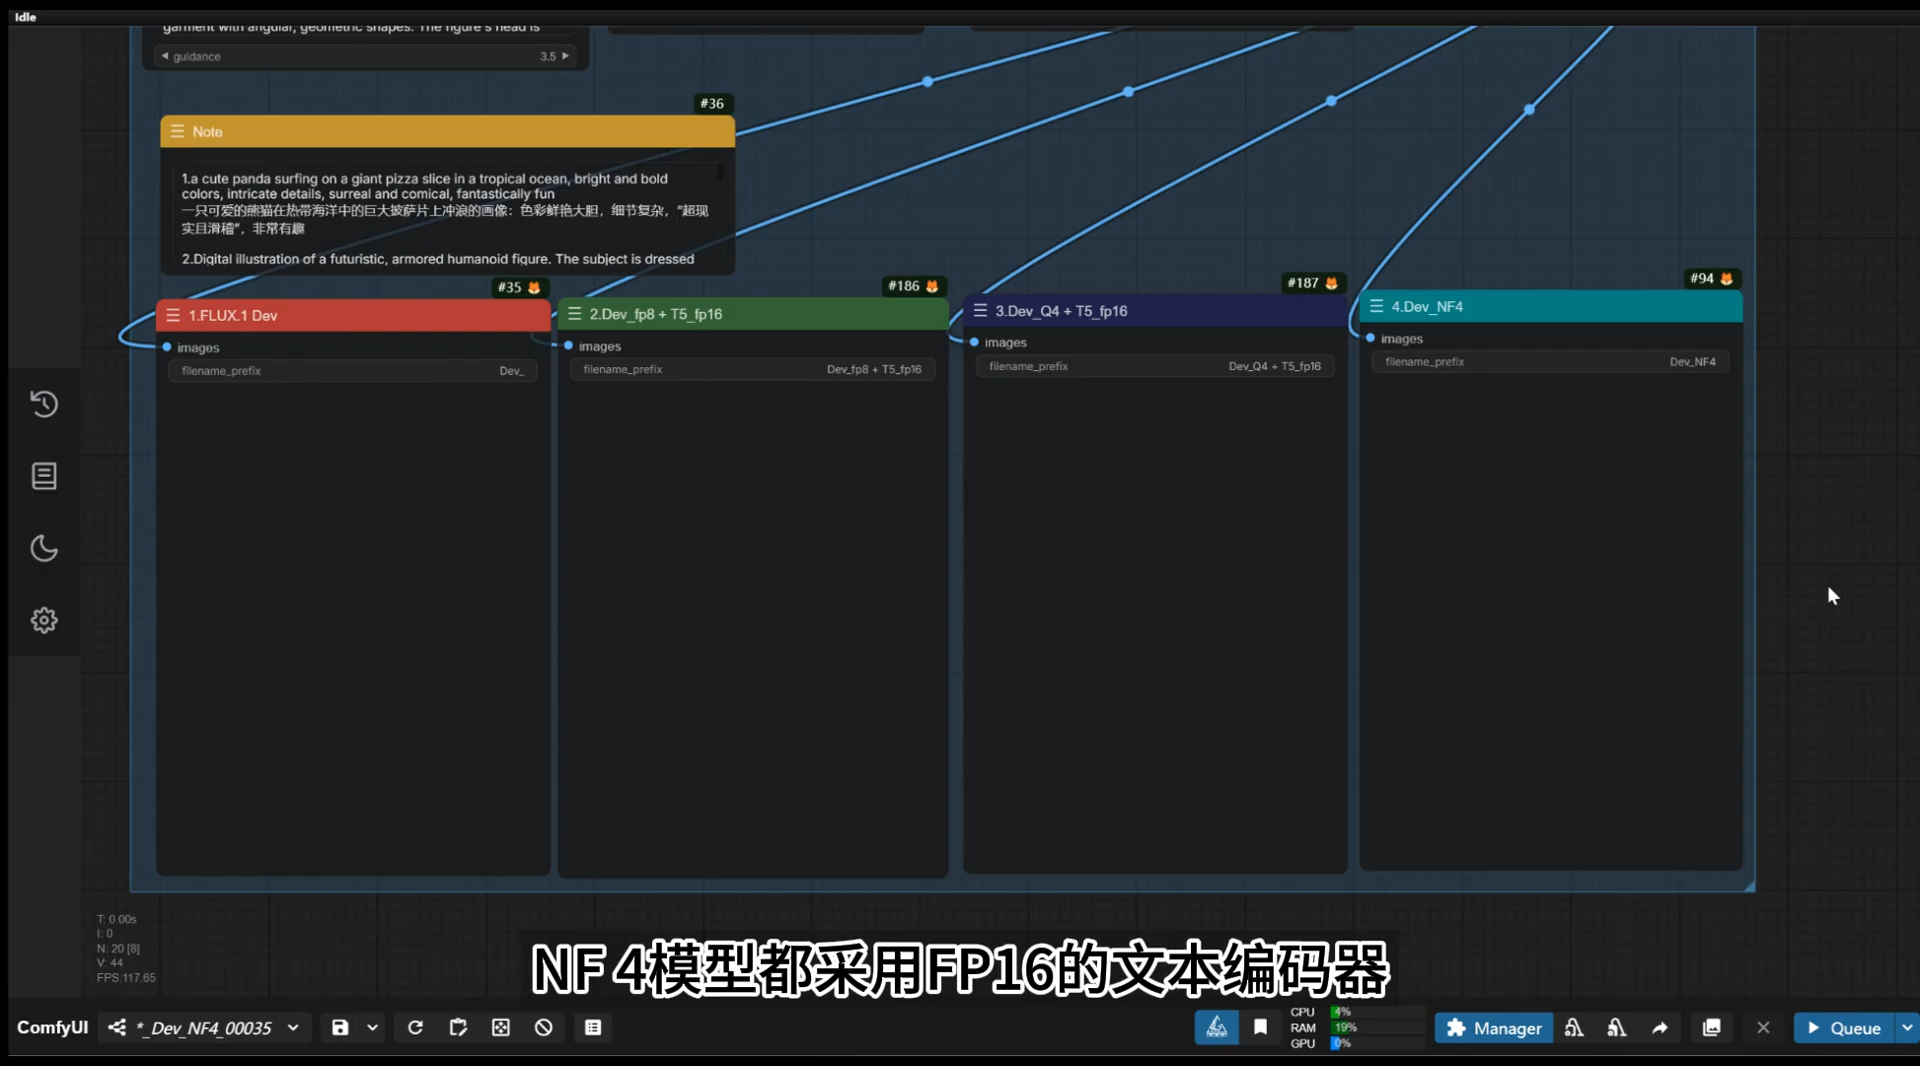 Idle
garment with angular, geometric shapes. The figure's head is
guidance 3.5
#36
Note
1.a cute panda surfing on a giant pizza slice in a tropical ocean, bright and bold
colors, intricate details, surreal and comical, fantastically fun
一只可爱的熊猫在热带海洋中的巨大披萨片上冲浪的画像：色彩鲜艳大胆，细节复杂，“超现
实且滑稽”，非常有趣
2.Digital illustration of a futuristic, armored humanoid figure. The subject is dressed
#35
1.FLUX.1 Dev
images
filename_prefix Dev_
#186
2.Dev_fp8 + T5_fp16
images
filename_prefix Dev_fp8 + T5_fp16
#187
3.Dev_Q4 + T5_fp16
images
filename_prefix Dev_Q4 + T5_fp16
#94
4.Dev_NF4
images
filename_prefix Dev_NF4
T: 0.00s
I: 0
N: 20 [8]
V: 44
FPS:117.65
NF 4模型都采用FP16的文本编码器
ComfyUI
*_Dev_NF4_00035
CPU 4%
RAM 19%
GPU 0%
Manager
Queue